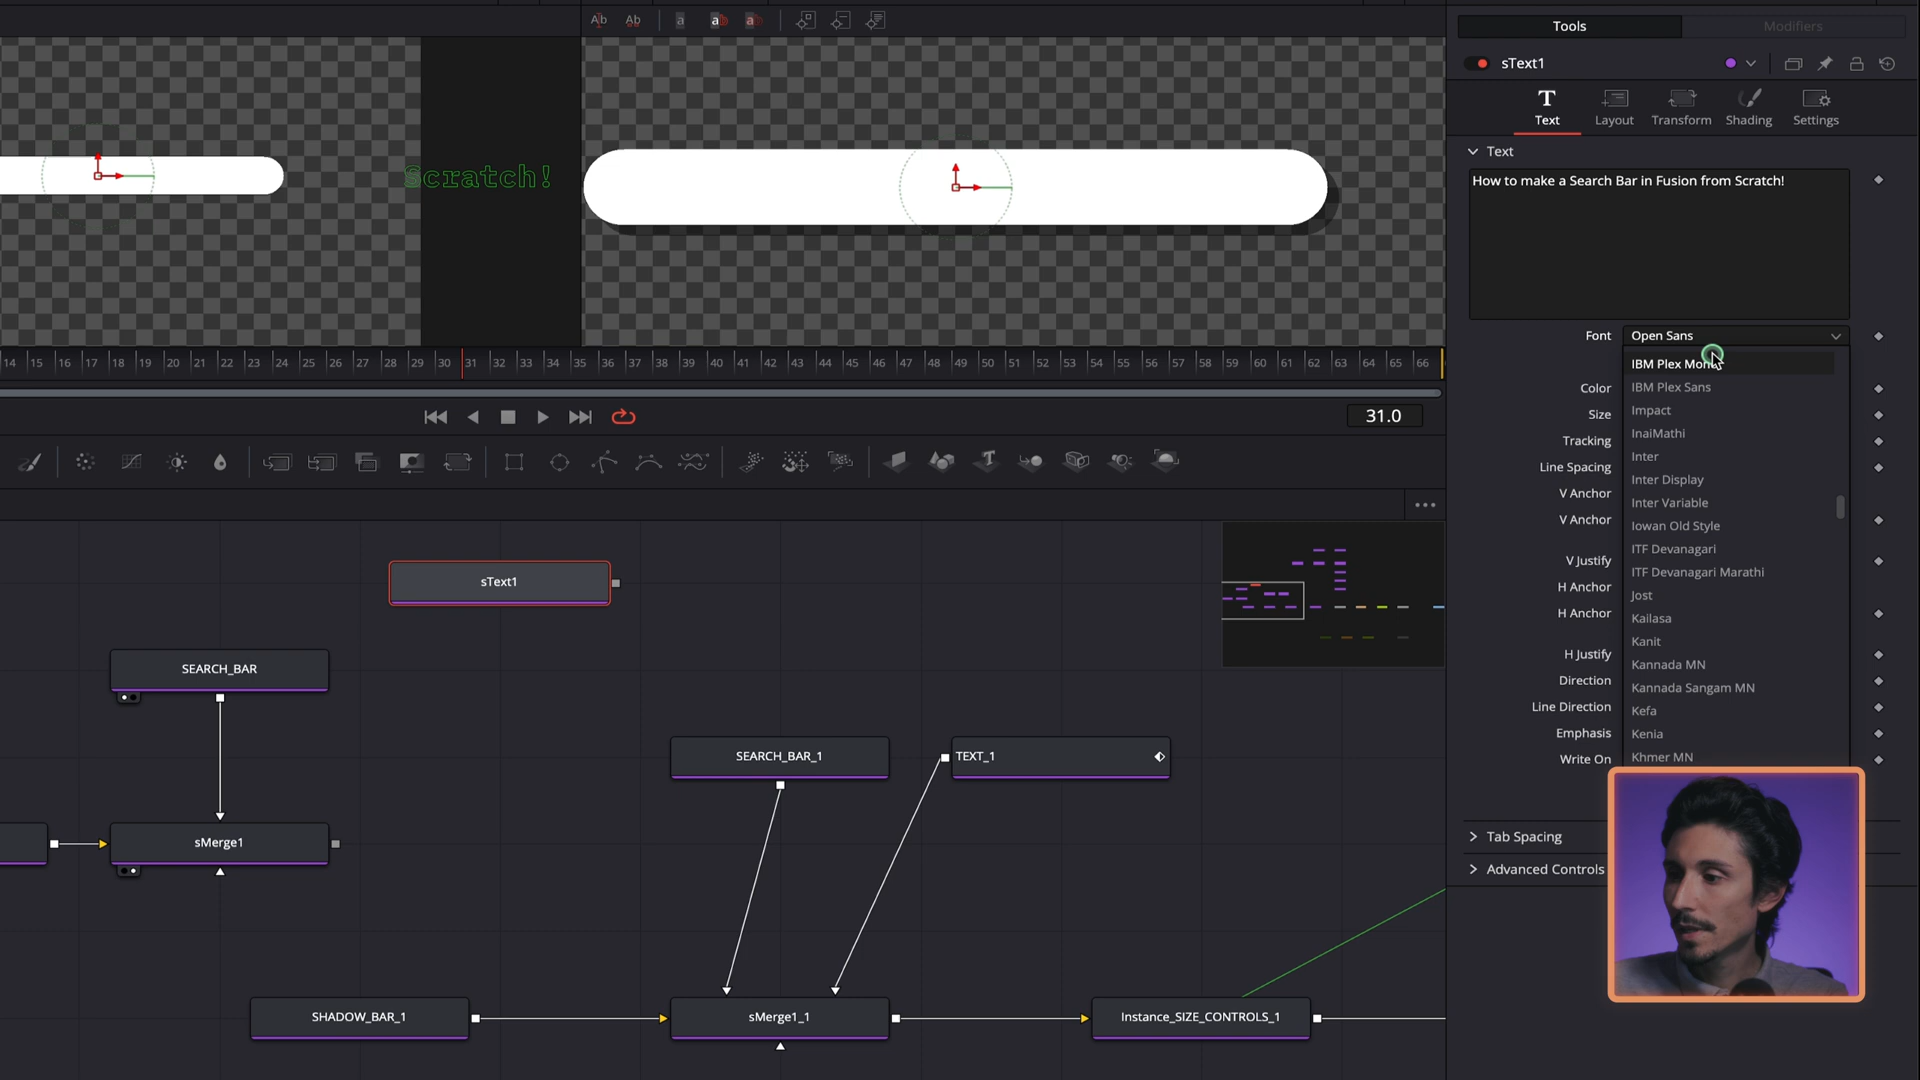 Ab
Ab
a
ab
ab
Scratch!
14 15 16 17 18 19 20 21 22 23 24 25 26 27 28 29 30 31 32 33 34 35 36 37 38 39 40 41 42 43 44 45 46 47 48 49 50 51 52 53 54 55 56 57 58 59 60 61 62 63 64 65 66
31.0
sText1
SEARCH_BAR
SEARCH_BAR_1
TEXT_1
sMerge1
SHADOW_BAR_1
sMerge1_1
Instance_SIZE_CONTROLS_1
Tools
Modifiers
sText1
Text
Layout
Transform
Shading
Settings
Text
How to make a Search Bar in Fusion from Scratch!
Font
Open Sans
IBM Plex Mono
IBM Plex Sans
Impact
InaiMathi
Inter
Inter Display
Inter Variable
Iowan Old Style
ITF Devanagari
ITF Devanagari Marathi
Jost
Kailasa
Kanit
Kannada MN
Kannada Sangam MN
Kefa
Kenia
Khmer MN
Color
Size
Tracking
Line Spacing
V Anchor
V Anchor
V Justify
H Anchor
H Anchor
H Justify
Direction
Line Direction
Emphasis
Write On
Tab Spacing
Advanced Controls